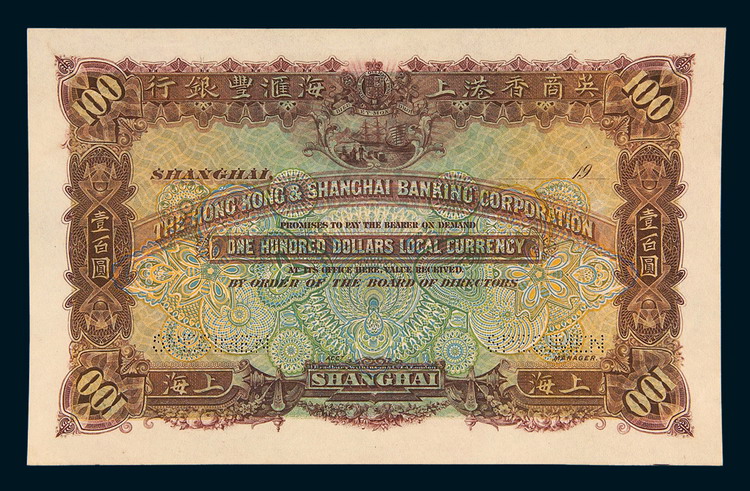 100 行銀豐滙海 上港香商英 100
SHANGHAI, 19
THE HONG KONG & SHANGHAI BANKING CORPORATION
PROMISES TO PAY THE BEARER ON DEMAND
ONE HUNDRED DOLLARS LOCAL CURRENCY
AT ITS OFFICE HERE, VALUE RECEIVED
BY ORDER OF THE BOARD OF DIRECTORS
壹百圓
壹百圓
ACCT. MANAGER.
100 上海 SHANGHAI 上海 100